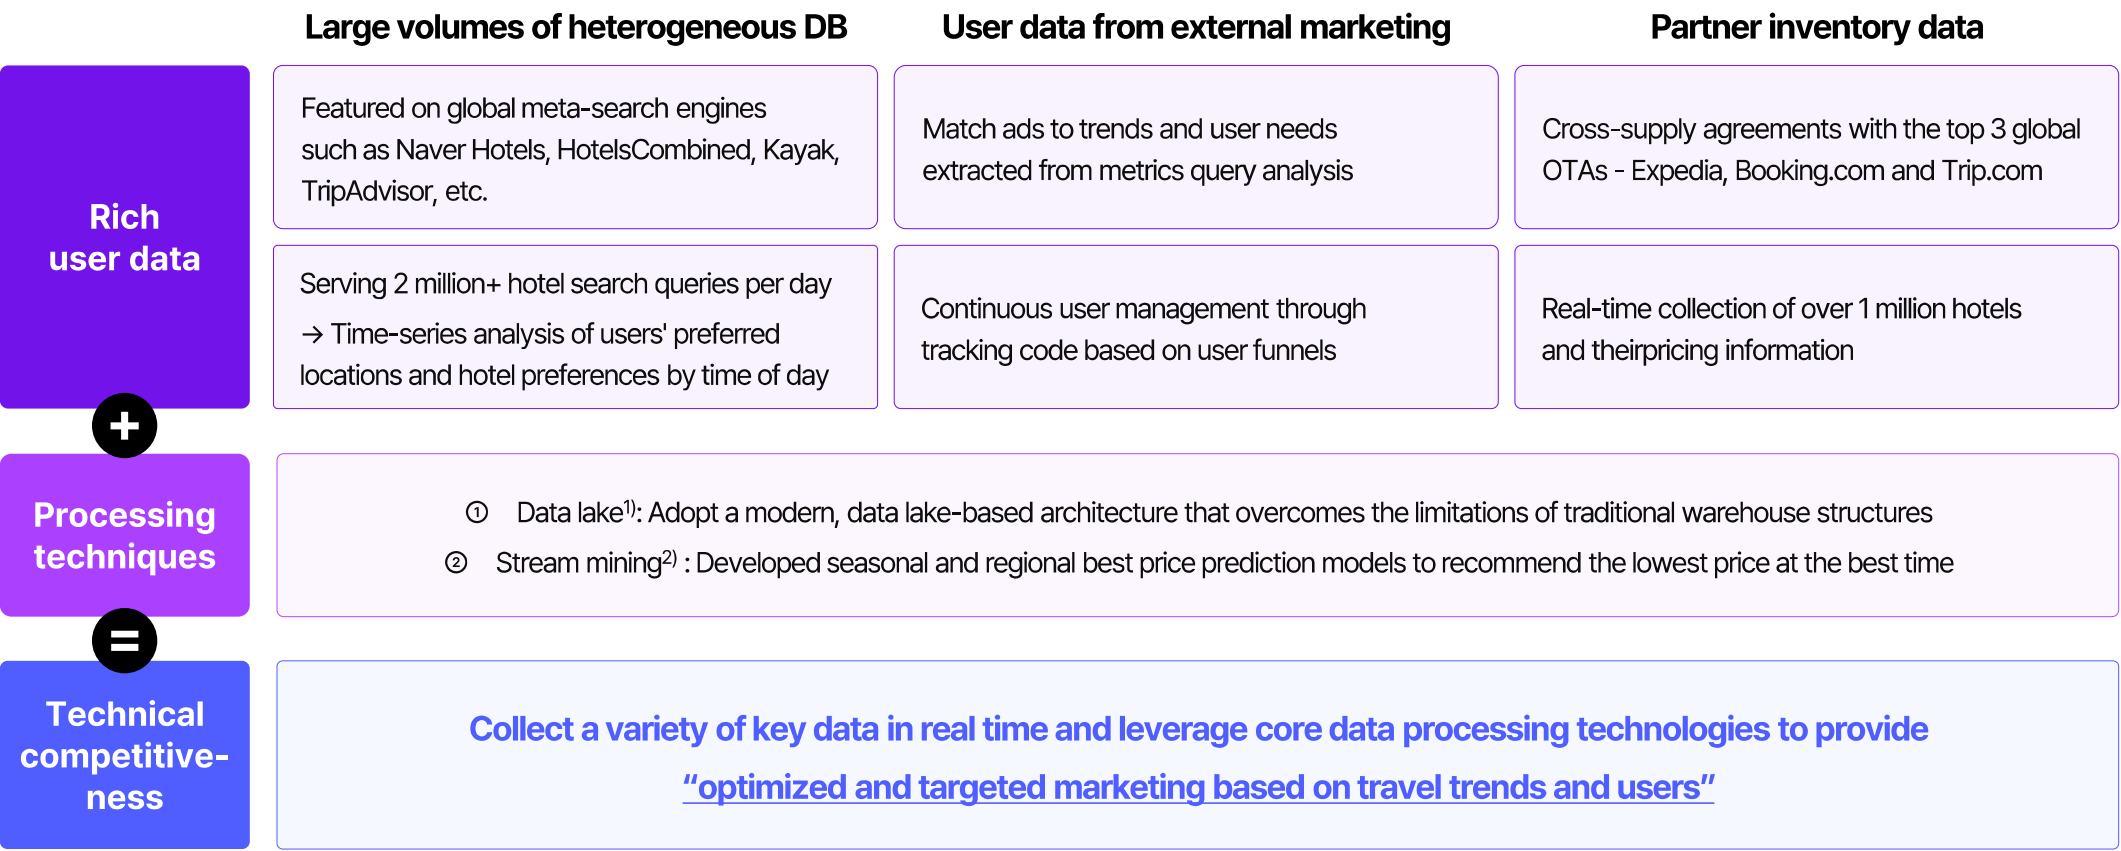 Large volumes of heterogeneous DB
User data from external marketing
Partner inventory data
Rich
user data
Featured on global meta-search engines
such as Naver Hotels, HotelsCombined, Kayak,
TripAdvisor, etc.
Match ads to trends and user needs
extracted from metrics query analysis
Cross-supply agreements with the top 3 global
OTAs - Expedia, Booking.com and Trip.com
Serving 2 million+ hotel search queries per day
→ Time-series analysis of users' preferred
locations and hotel preferences by time of day
Continuous user management through
tracking code based on user funnels
Real-time collection of over 1 million hotels
and theirpricing information
+
Processing
techniques
① Data lake1): Adopt a modern, data lake-based architecture that overcomes the limitations of traditional warehouse structures
② Stream mining2) : Developed seasonal and regional best price prediction models to recommend the lowest price at the best time
=
Technical
competitive-
ness
Collect a variety of key data in real time and leverage core data processing technologies to provide
“optimized and targeted marketing based on travel trends and users”